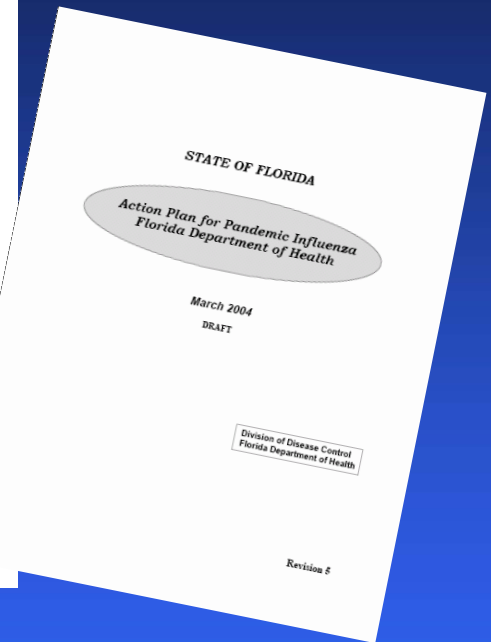 STATE OF FLORIDA
Action Plan for Pandemic Influenza
Florida Department of Health
March 2004
DRAFT
Division of Disease Control
Florida Department of Health
Revision 5